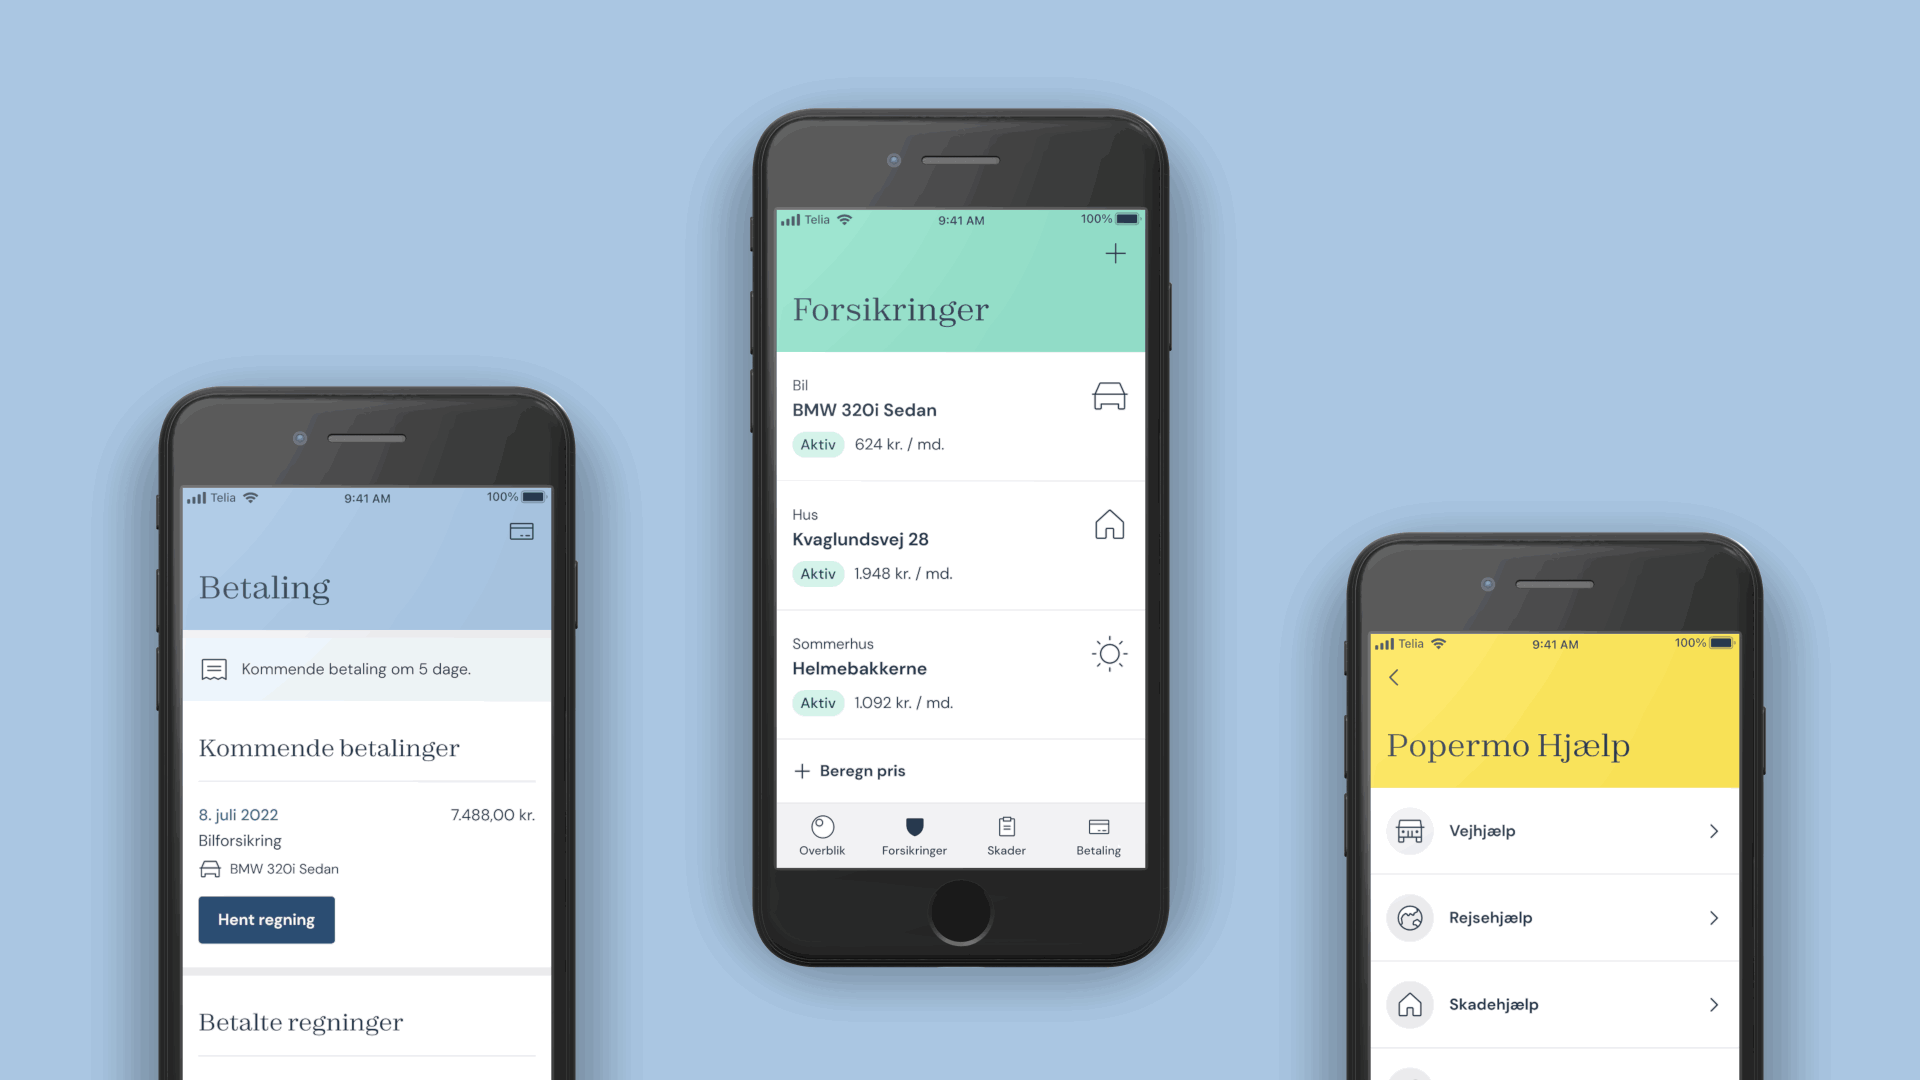 Telia
9:41 AM
100%
Betaling
Kommende betaling om 5 dage.
Kommende betalinger
8. juli 2022
7.488,00 kr.
Bilforsikring
BMW 320i Sedan
Hent regning
Betalte regninger
Telia
9:41 AM
100%
Forsikringer
Bil
BMW 320i Sedan
Aktiv 624 kr. / md.
Hus
Kvaglundsvej 28
Aktiv 1.948 kr. / md.
Sommerhus
Helmebakkerne
Aktiv 1.092 kr. / md.
+ Beregn pris
Overblik
Forsikringer
Skader
Betaling
Telia
9:41 AM
100%
Popermo Hjælp
Vejhjælp
Rejsehjælp
Skadehjælp